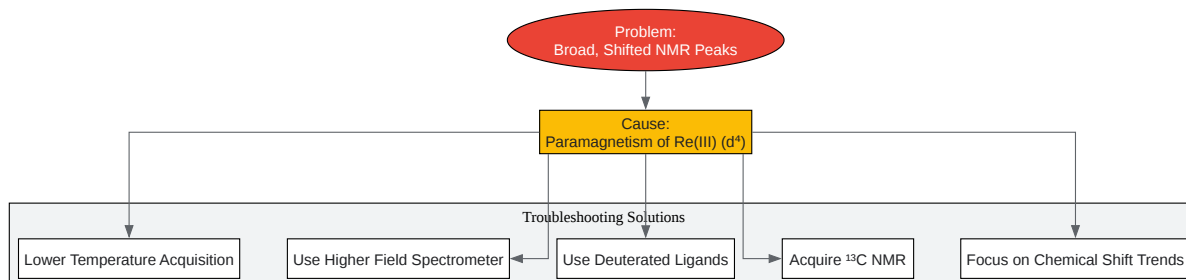 Problem:
Broad, Shifted NMR Peaks
Cause:
Paramagnetism of Re(III) (d⁴)
Troubleshooting Solutions
Lower Temperature Acquisition
Use Higher Field Spectrometer
Use Deuterated Ligands
Acquire ¹³C NMR
Focus on Chemical Shift Trends